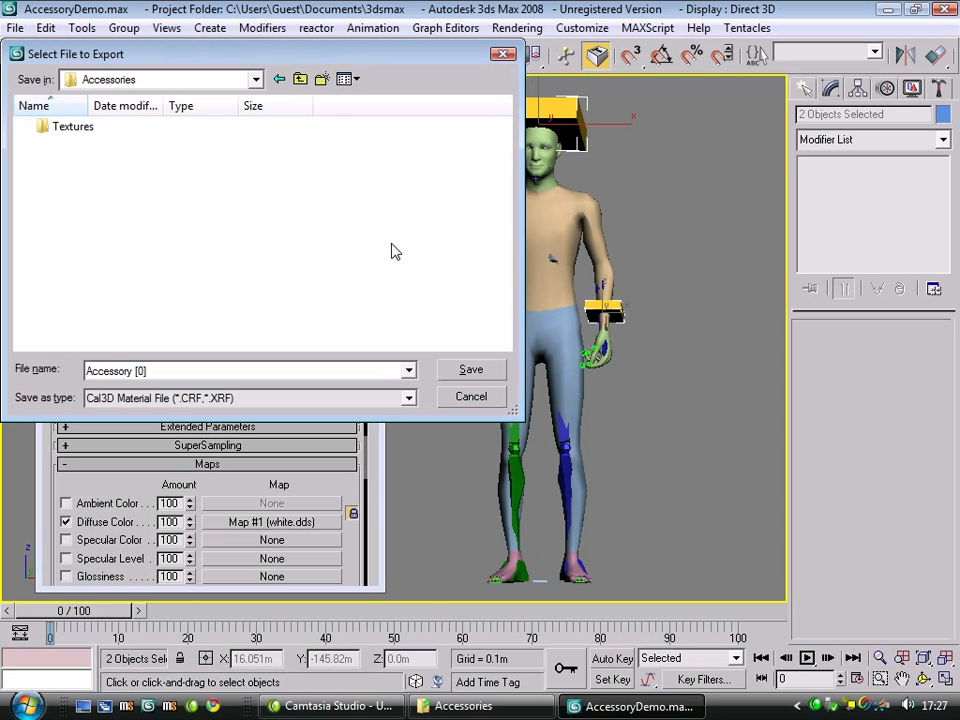 AccessoryDemo.max - Project Folder: C:\Users\Guest\Documents\3dsmax - Autodesk 3ds Max 2008 - Unregistered Version - Display : Direct 3D
File Edit Tools Group Views Create Modifiers reactor Animation Graph Editors Rendering Customize MAXScript Help Tentacles
Select File to Export
Save in: Accessories
Name Date modif... Type Size
Textures
2 Objects Selected
Modifier List
x
File name: Accessory [0] Save
Save as type: Cal3D Material File (*.CRF,*.XRF) Cancel
Extended Parameters
+ SuperSampling
- Maps
Amount Map
Ambient Color . . . 100 None
Diffuse Color . . . . 100 Map #1 (white.dds)
Specular Color . . 100 None
Specular Level . . 100 None
Glossiness . . . . . 100 None
z
0 / 100
0 10 20 30 40 50 60 70 80 90 100
2 Objects Sel X: 16.051m Y: -145.82m Z: 0.0m Grid = 0.1m Auto Key Selected
Click or click-and-drag to select objects Add Time Tag Set Key Key Filters... 0
Camtasia Studio - U... Accessories AccessoryDemo.ma... 17:27